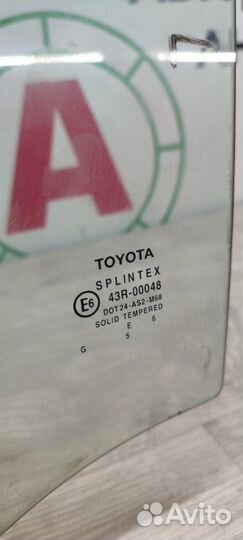 A
TOYOTA
SPLINTEX
E6 43R-00048
DOT24-AS2-M68
SOLID TEMPERED
E 6
G 5
Avito